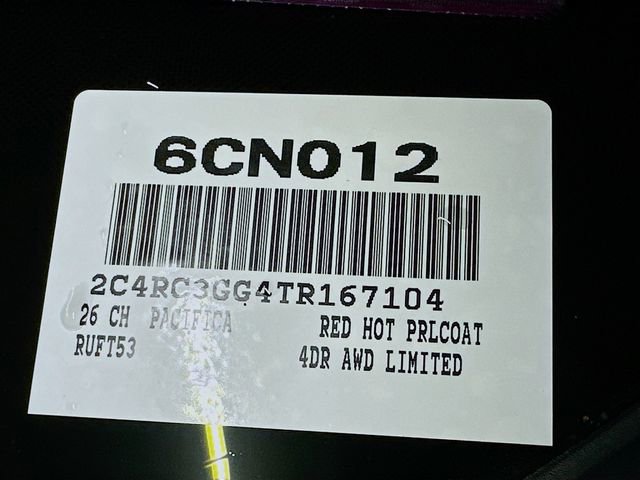 6CN012
2C4RC3GG4TR167104
26 CH PACIFICA RED HOT PRLCOAT
RUFT53 4DR AWD LIMITED